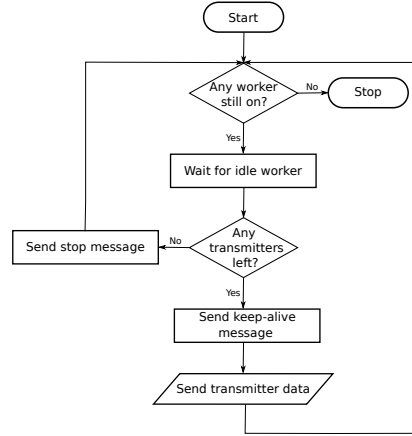 Start
Any worker
still on?
No
Stop
Yes
Wait for idle worker
Any
transmitters
left?
No
Send stop message
Yes
Send keep-alive
message
Send transmitter data